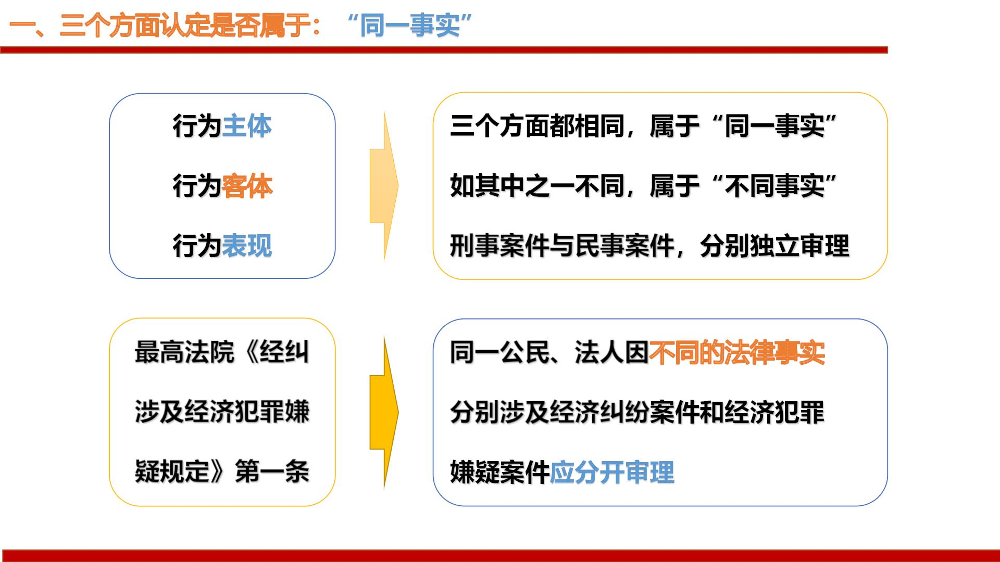 一、三个方面认定是否属于：“同一事实”
行为主体
行为客体
行为表现
三个方面都相同，属于“同一事实”
如其中之一不同，属于“不同事实”
刑事案件与民事案件，分别独立审理
最高法院《经纠
涉及经济犯罪嫌
疑规定》第一条
同一公民、法人因不同的法律事实
分别涉及经济纠纷案件和经济犯罪
嫌疑案件应分开审理